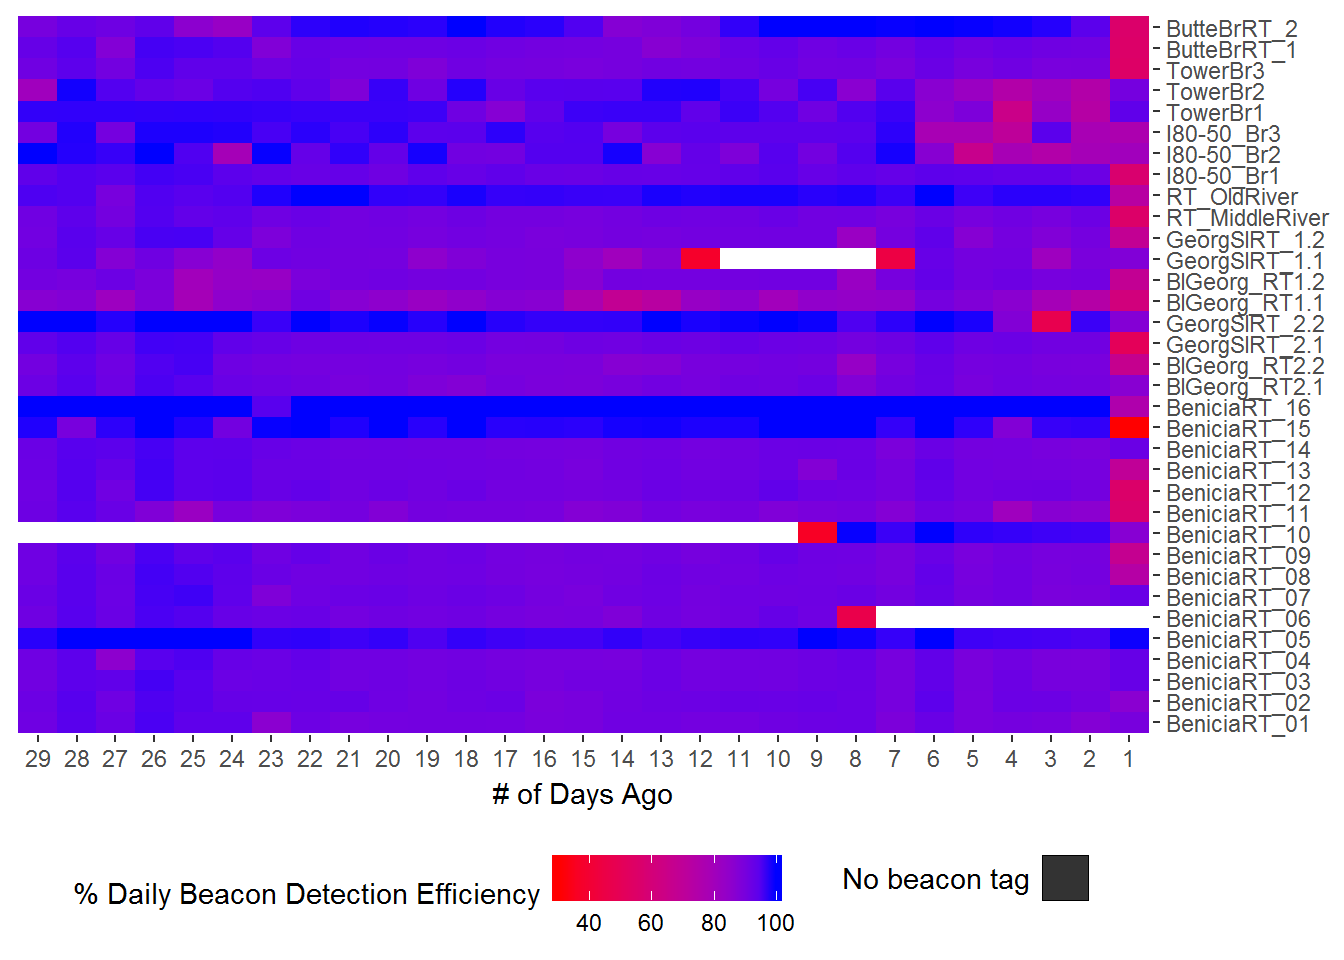 ButteBrRT_2
ButteBrRT_1
TowerBr3
TowerBr2
TowerBr1
I80-50_Br3
I80-50_Br2
I80-50_Br1
RT_OldRiver
RT_MiddleRiver
GeorgSlRT_1.2
GeorgSlRT_1.1
BlGeorg_RT1.2
BlGeorg_RT1.1
GeorgSlRT_2.2
GeorgSlRT_2.1
BlGeorg_RT2.2
BlGeorg_RT2.1
BeniciaRT_16
BeniciaRT_15
BeniciaRT_14
BeniciaRT_13
BeniciaRT_12
BeniciaRT_11
BeniciaRT_10
BeniciaRT_09
BeniciaRT_08
BeniciaRT_07
BeniciaRT_06
BeniciaRT_05
BeniciaRT_04
BeniciaRT_03
BeniciaRT_02
BeniciaRT_01
29 28 27 26 25 24 23 22 21 20 19 18 17 16 15 14 13 12 11 10 9 8 7 6 5 4 3 2 1
# of Days Ago
% Daily Beacon Detection Efficiency
40 60 80 100
No beacon tag